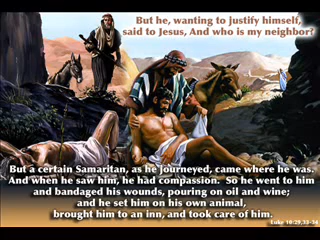 But he, wanting to justify himself,
said to Jesus, And who is my neighbor?
But a certain Samaritan, as he journeyed, came where he was.
And when he saw him, he had compassion.  So he went to him
and bandaged his wounds, pouring on oil and wine;
and he set him on his own animal,
brought him to an inn, and took care of him.
Luke 10:29,33-34